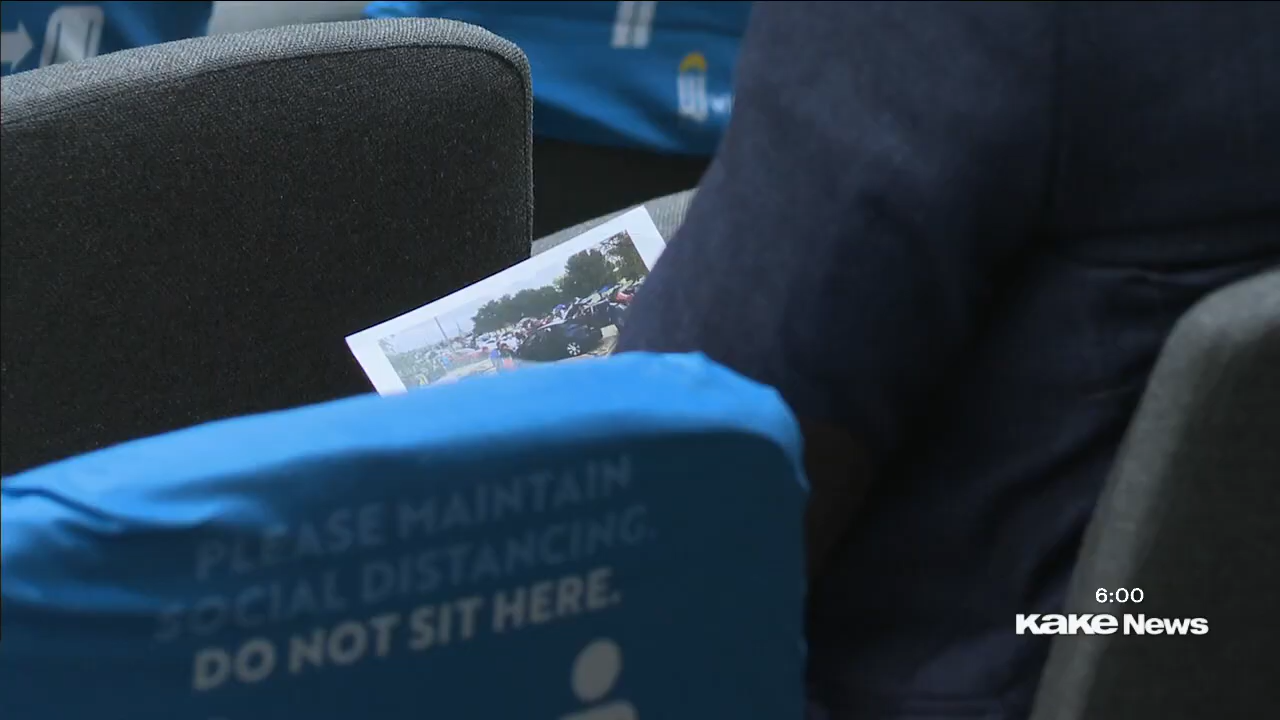 PLEASE MAINTAIN
SOCIAL DISTANCING.
DO NOT SIT HERE.
6:00
KAKE News